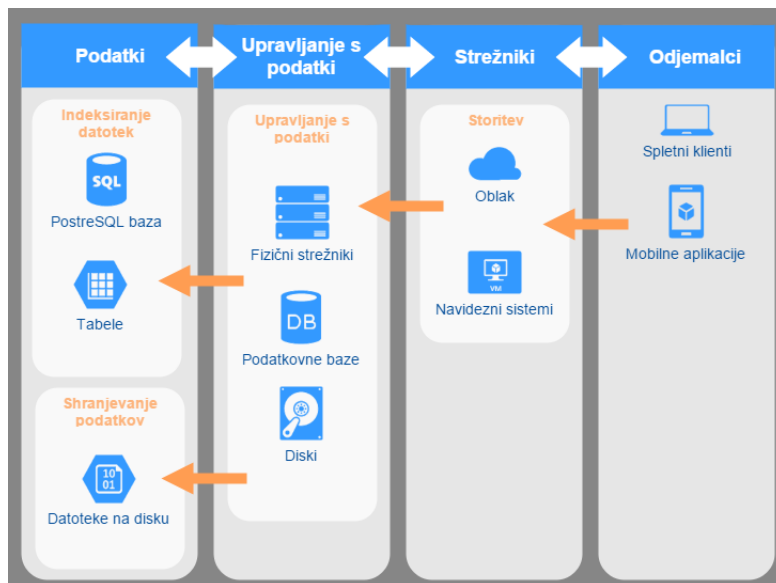 Podatki
Upravljanje s
podatki
Strežniki
Odjemalci
Indeksiranje
datotek
SQL
PostreSQL baza
Tabele
Shranjevanje
podatkov
10
01
Datoteke na disku
Upravljanje s
podatki
Fizični strežniki
DB
Podatkovne baze
Diski
Storitev
Oblak
VM
Navidezni sistemi
Spletni klienti
Mobilne aplikacije